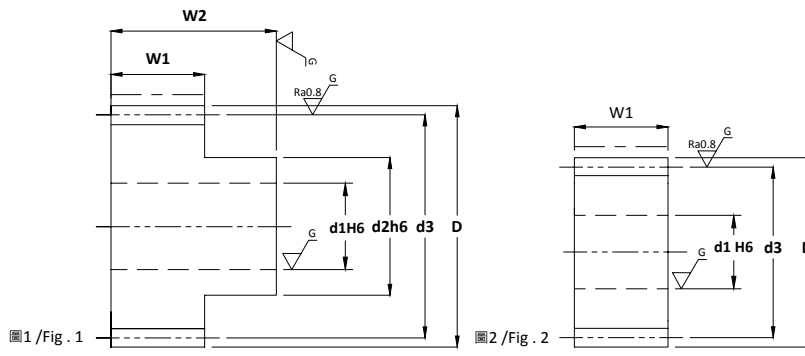 W2
G
W1
G
Ra0.8
d1H6
d2h6
d3
D
G
圖1 /Fig . 1
W1
G
Ra0.8
d1 H6
d3
G
圖2 /Fig . 2